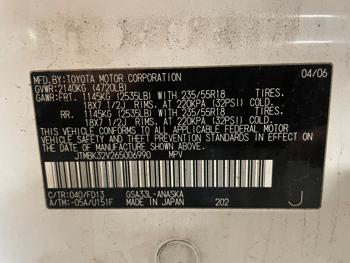 MFD.BY:TOYOTA MOTOR CORPORATION 04/06
GVWR:2140KG (4720LB)
GAWR:FRT. 1145KG (2535LB) WITH 235/55R18 TIRES
18X7 1/2J RIMS, AT 220KPA (32PSI) COLD.
RR. 1145KG (2535LB) WITH 235/55R18 TIRES
18X7 1/2J RIMS, AT 220KPA (32PSI) COLD.
THIS VEHICLE CONFORMS TO ALL APPLICABLE FEDERAL
MOTOR VEHICLE SAFETY STANDARDS IN EFFECT ON THE
DATE OF MANUFACTURE SHOWN ABOVE.
JTMBK32V265006990 MPV
C/TR:040/FD13 GSA33L-ANASKA
A/TM:-05A/U151F MADE IN JAPAN 202 J